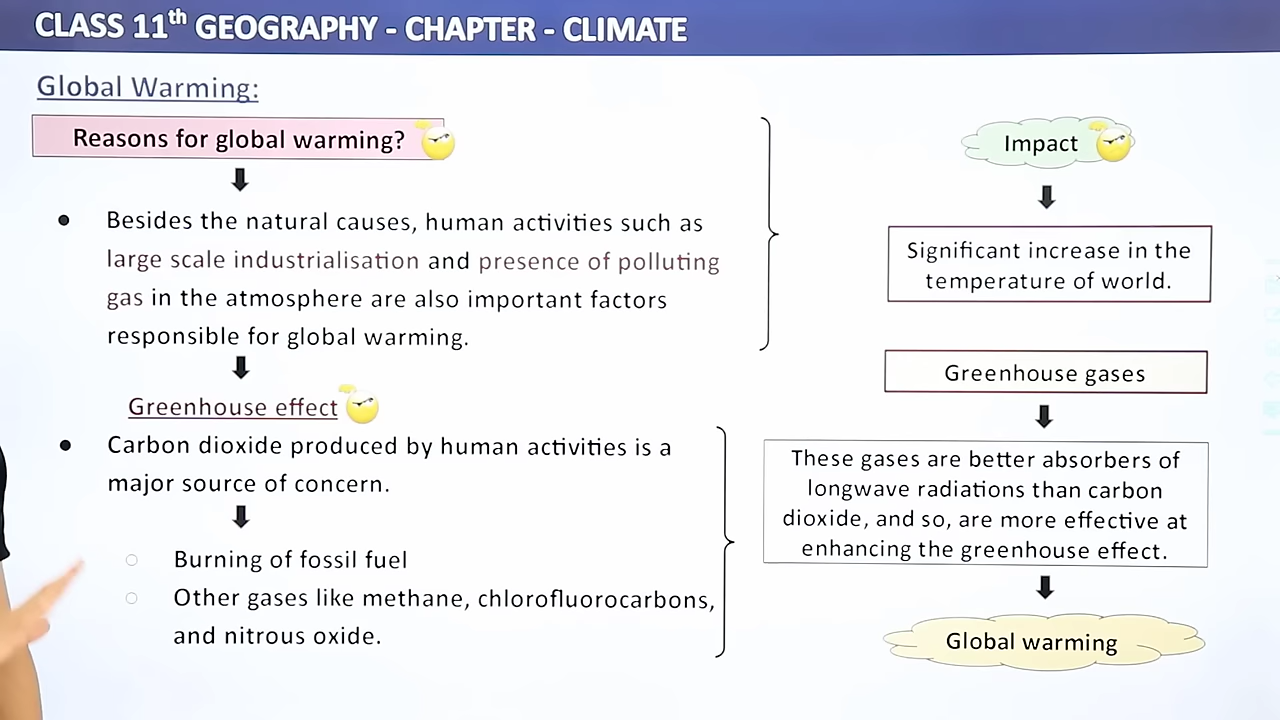 CLASS 11th GEOGRAPHY - CHAPTER - CLIMATE
Global Warming:
Reasons for global warming?
Besides the natural causes, human activities such as
large scale industrialisation and presence of polluting
gas in the atmosphere are also important factors
responsible for global warming.
Greenhouse effect
Carbon dioxide produced by human activities is a
major source of concern.
Burning of fossil fuel
Other gases like methane, chlorofluorocarbons,
and nitrous oxide.
Impact
Significant increase in the
temperature of world.
Greenhouse gases
These gases are better absorbers of
longwave radiations than carbon
dioxide, and so, are more effective at
enhancing the greenhouse effect.
Global warming